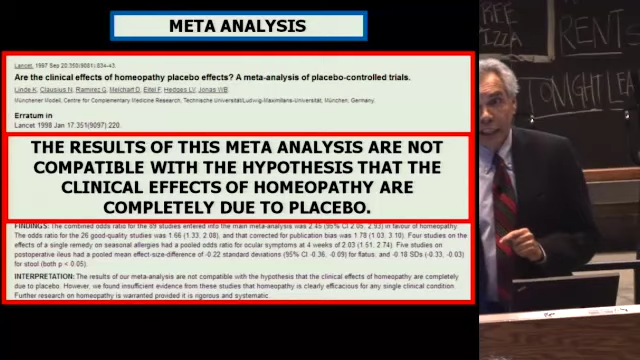 META ANALYSIS
FREE
PIZZA
RENT
TONIGHT LEA
Lancet. 1997 Sep 20;350(9081):834-43.
Are the clinical effects of homeopathy placebo effects? A meta-analysis of placebo-controlled trials.
Linde K, Clausius N, Ramirez G, Melchart D, Eitel F, Hedges LV, Jonas WB.
Münchener Modell, Centre for Complementary Medicine Research, Technische Universität/Ludwig-Maximilians-Universität, München, Germany.
Erratum in
Lancet 1998 Jan 17;351(9097):220.
THE RESULTS OF THIS META ANALYSIS ARE NOT
COMPATIBLE WITH THE HYPOTHESIS THAT THE
CLINICAL EFFECTS OF HOMEOPATHY ARE
COMPLETELY DUE TO PLACEBO.
FINDINGS: The combined odds ratio for the 89 studies entered into the main meta-analysis was 2.45 (95% CI 2.05, 2.93) in favour of homeopathy.
The odds ratio for the 26 good-quality studies was 1.66 (1.33, 2.08), and that corrected for publication bias was 1.78 (1.03, 3.10). Four studies on
the effects of a single remedy on seasonal allergies had a pooled odds ratio for ocular symptoms at 4 weeks of 2.03 (1.51, 2.74). Five studies on
postoperative ileus had a pooled mean effect-size-difference of -0.22 standard deviations (95% CI -0.36, -0.09) for flatus, and -0.18 SDs (-0.33, -0.03)
for stool (both p < 0.05).
INTERPRETATION: The results of our meta-analysis are not compatible with the hypothesis that the clinical effects of homeopathy are completely
due to placebo. However, we found insufficient evidence from these studies that homeopathy is clearly efficacious for any single clinical condition.
Further research on homeopathy is warranted provided it is rigorous and systematic.